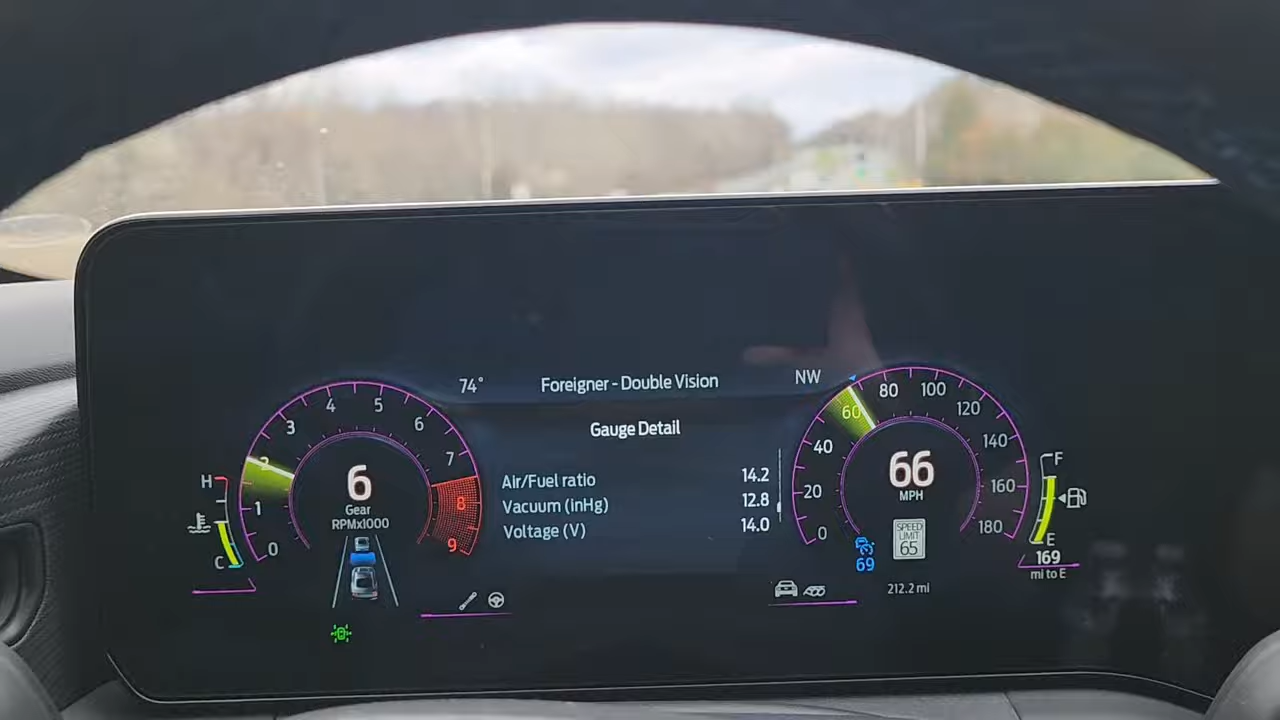 74° Foreigner - Double Vision NW
Gauge Detail
Air/Fuel ratio 14.2
Vacuum (inHg) 12.8
Voltage (V) 14.0
H
C
0
1
2
3
4
5
6
7
8
9
6
Gear
RPMx1000
0
20
40
60
80
100
120
140
160
180
66
MPH
SPEED
LIMIT
65
69
212.2 mi
F
E
169
mi to E